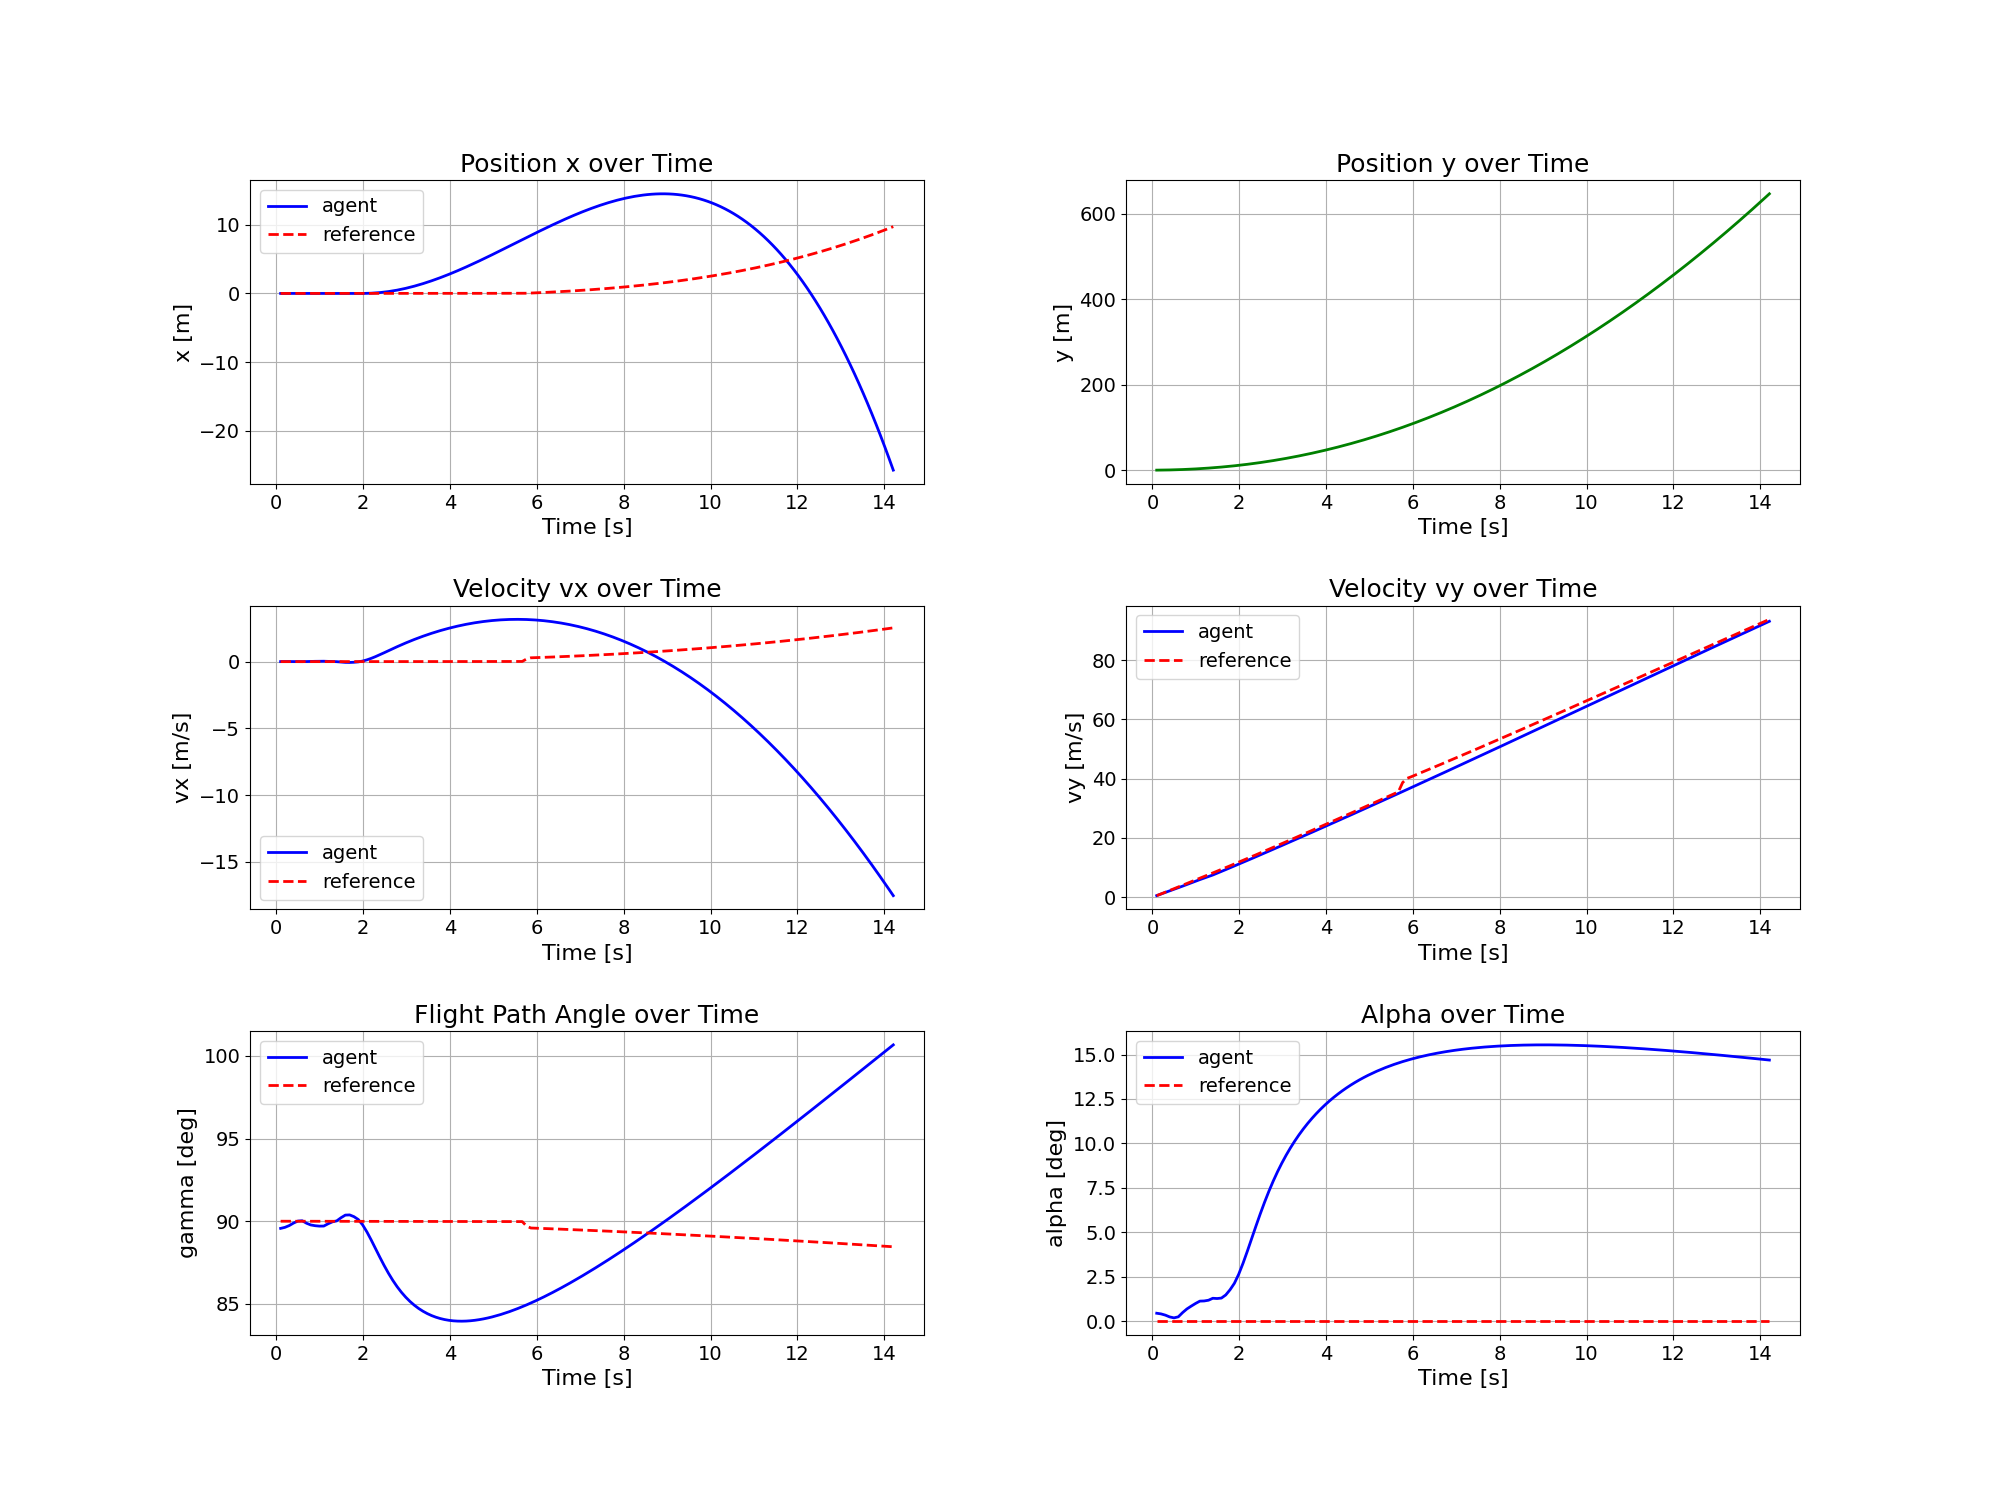 Position x over Time
agent
reference
10
0
−10
−20
x [m]
0 2 4 6 8 10 12 14
Time [s]
Position y over Time
600
400
200
0
y [m]
0 2 4 6 8 10 12 14
Time [s]
Velocity vx over Time
0
−5
−10
−15
vx [m/s]
agent
reference
0 2 4 6 8 10 12 14
Time [s]
Velocity vy over Time
agent
reference
80
60
40
20
0
vy [m/s]
0 2 4 6 8 10 12 14
Time [s]
Flight Path Angle over Time
agent
reference
100
95
90
85
gamma [deg]
0 2 4 6 8 10 12 14
Time [s]
Alpha over Time
agent
reference
15.0
12.5
10.0
7.5
5.0
2.5
0.0
alpha [deg]
0 2 4 6 8 10 12 14
Time [s]